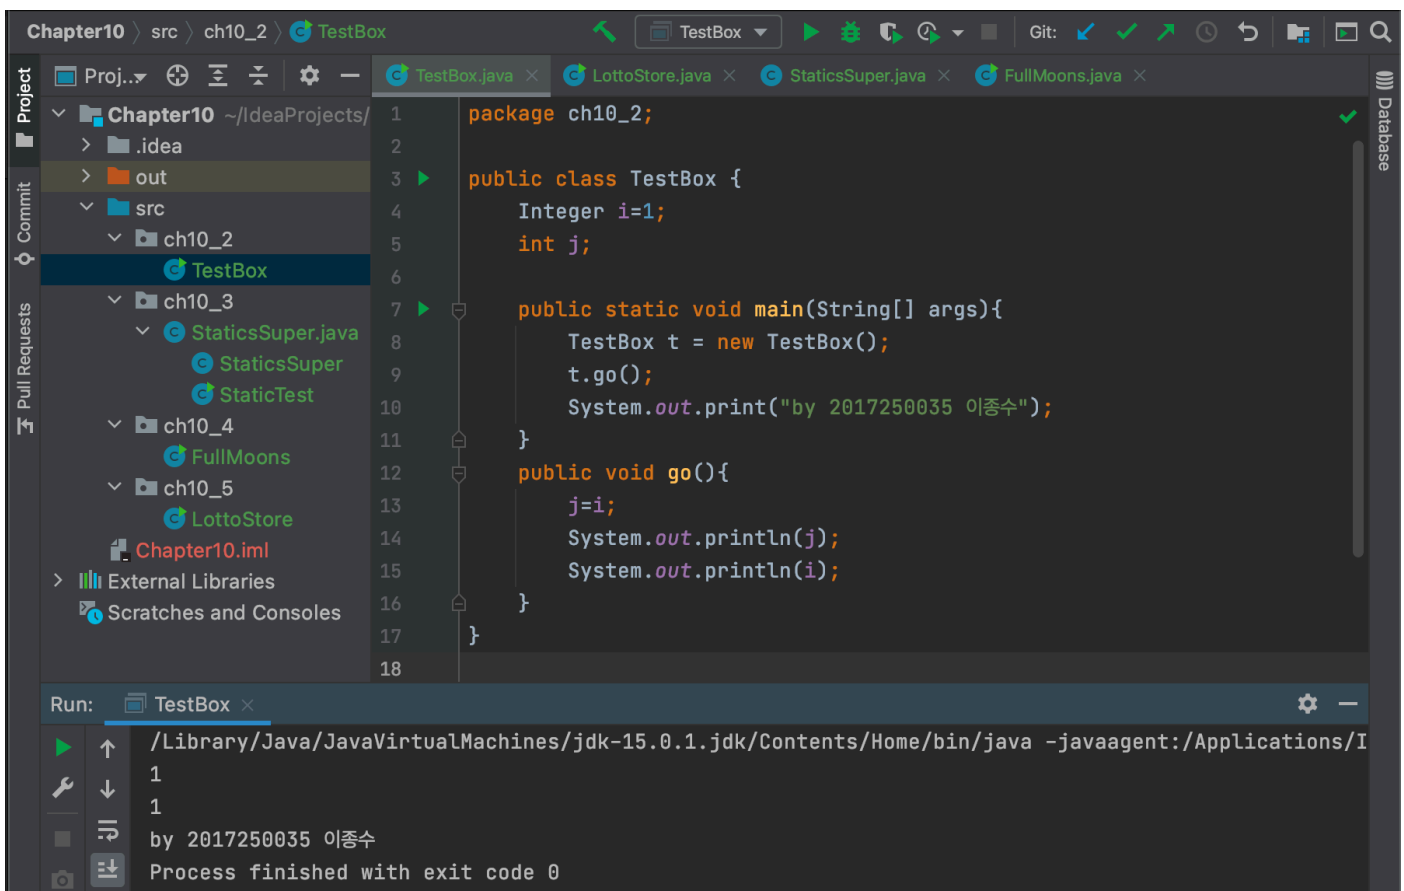 Chapter10 〉 src 〉 ch10_2 〉 TestBox
TestBox
Git:
Project
Commit
Pull Requests
Proj..
Chapter10 ~/IdeaProjects/
.idea
out
src
ch10_2
TestBox
ch10_3
StaticsSuper.java
StaticsSuper
StaticTest
ch10_4
FullMoons
ch10_5
LottoStore
Chapter10.iml
External Libraries
Scratches and Consoles
TestBox.java
LottoStore.java
StaticsSuper.java
FullMoons.java
Database
1 package ch10_2;
2
3 public class TestBox {
4 Integer i=1;
5 int j;
6
7 public static void main(String[] args){
8 TestBox t = new TestBox();
9 t.go();
10 System.out.print("by 2017250035 이종수");
11 }
12 public void go(){
13 j=i;
14 System.out.println(j);
15 System.out.println(i);
16 }
17 }
18
Run: TestBox
/Library/Java/JavaVirtualMachines/jdk-15.0.1.jdk/Contents/Home/bin/java -javaagent:/Applications/I
1
1
by 2017250035 이종수
Process finished with exit code 0